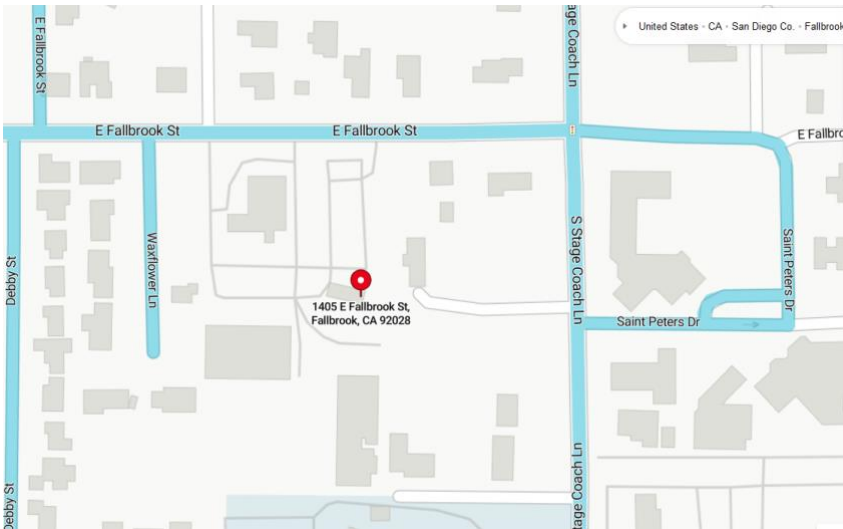 United States - CA - San Diego Co. - Fallbrook
E Fallbrook St
age Coach Ln
E Fallbrook St
E Fallbrook St
E Fallbro
Debby St
Waxflower Ln
S Stage Coach Ln
Saint Peters Dr
1405 E Fallbrook St,
Fallbrook, CA 92028
Saint Peters Dr
Debby St
age Coach Ln